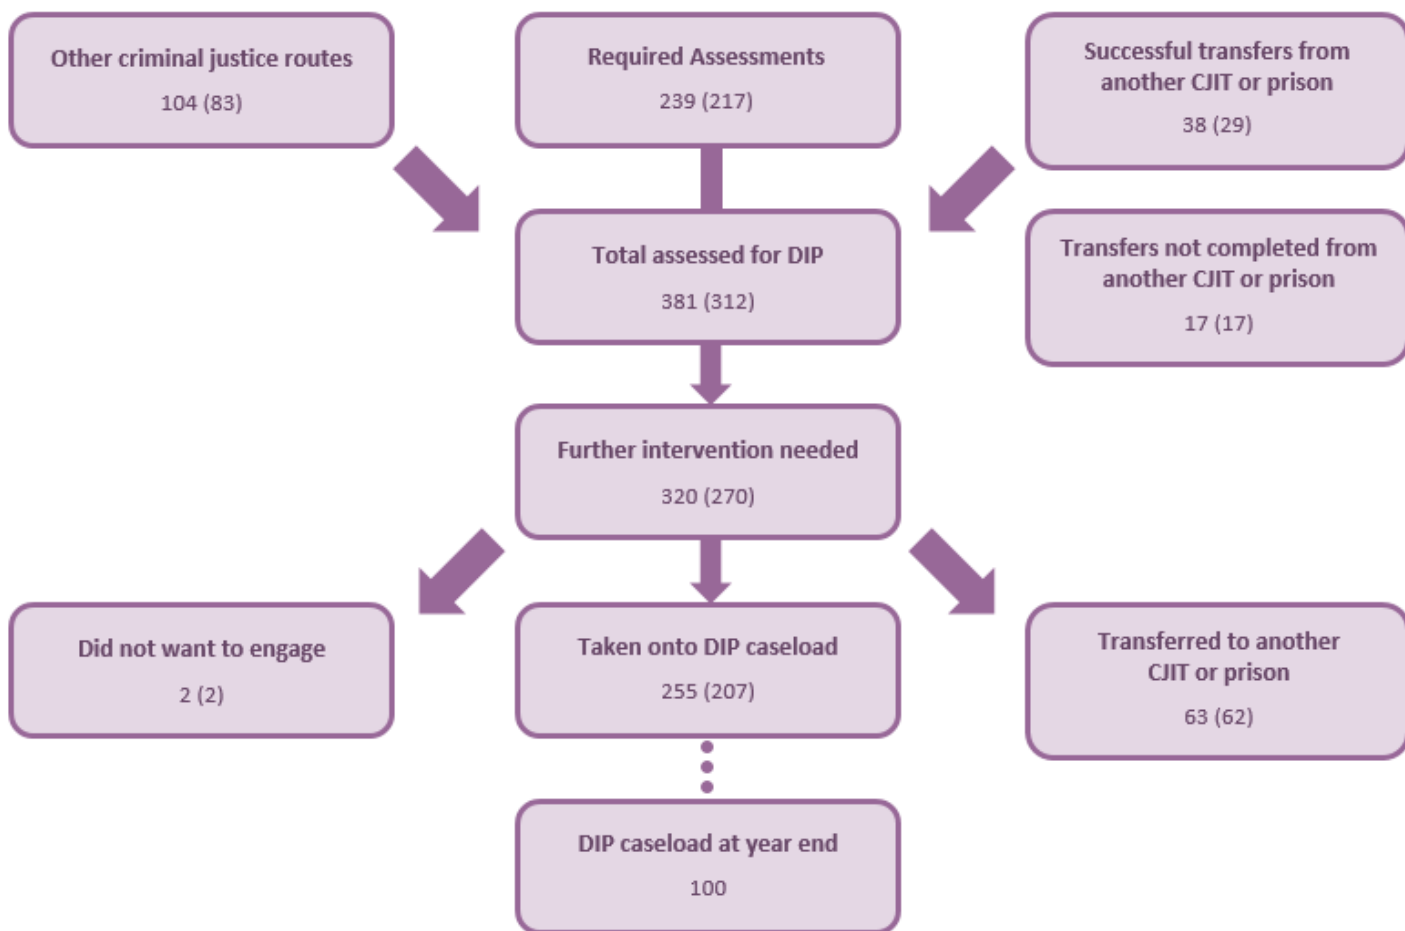 Other criminal justice routes
104 (83)
Required Assessments
239 (217)
Successful transfers from
another CJIT or prison
38 (29)
Total assessed for DIP
381 (312)
Transfers not completed from
another CJIT or prison
17 (17)
Further intervention needed
320 (270)
Did not want to engage
2 (2)
Taken onto DIP caseload
255 (207)
Transferred to another
CJIT or prison
63 (62)
DIP caseload at year end
100